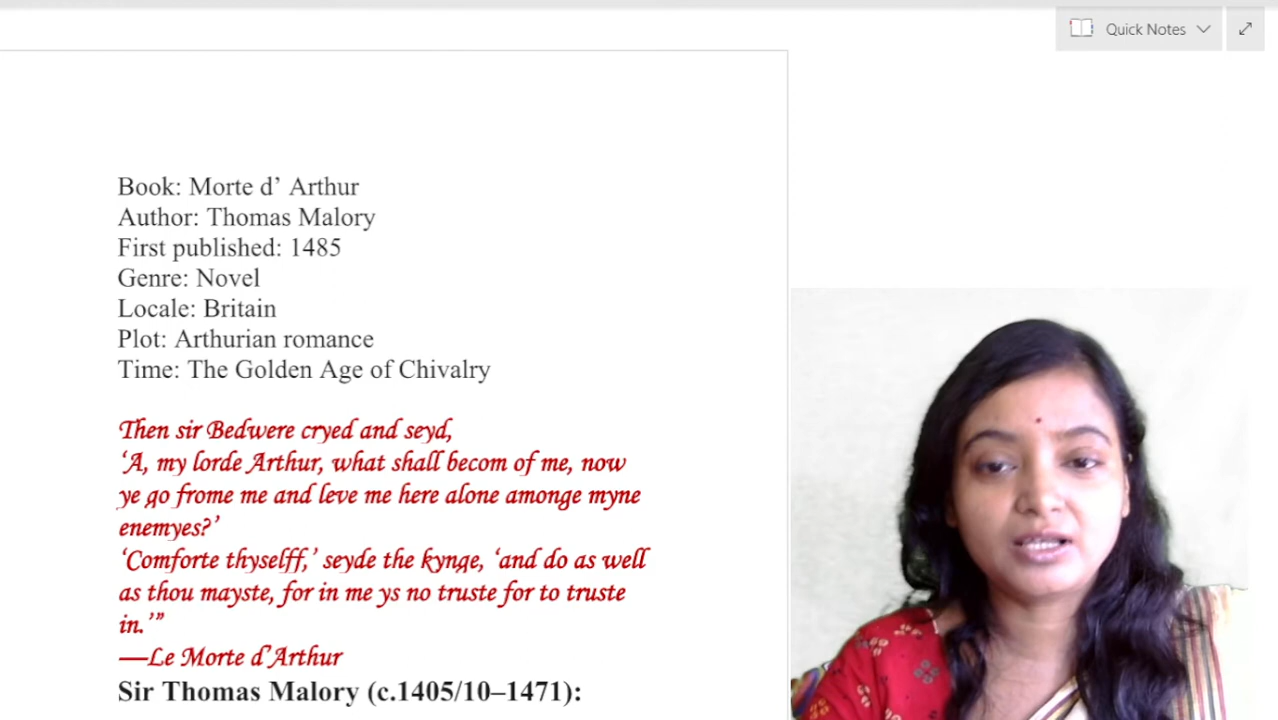 Quick Notes
Book: Morte d’ Arthur
Author: Thomas Malory
First published: 1485
Genre: Novel
Locale: Britain
Plot: Arthurian romance
Time: The Golden Age of Chivalry
Then sir Bedwere cryed and seyd,
‘A, my lorde Arthur, what shall becom of me, now
ye go frome me and leve me here alone amonge myne
enemyes?’
‘Comforte thyselff,’ seyde the kynge, ‘and do as well
as thou mayste, for in me ys no truste for to truste
in.’”
—Le Morte d’Arthur
Sir Thomas Malory (c.1405/10–1471):